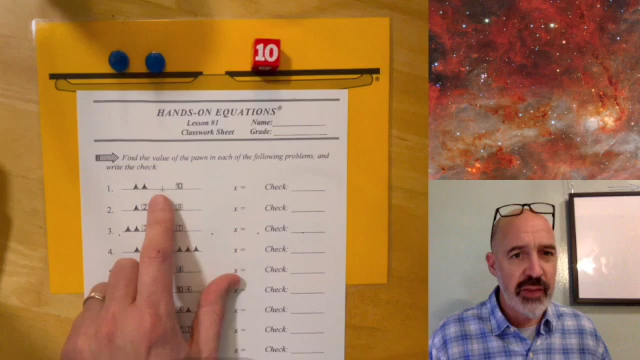 10
®
HANDS-ON EQUATIONS®
Lesson #1 Name:
Classwork Sheet Grade:
Find the value of the pawn in each of the following problems, and
write the check:
1. x = Check:
2. x = Check:
3. x = Check:
4. x = Check:
x = Check:
x = Check:
x = Check:
x = Check:
x = Check: